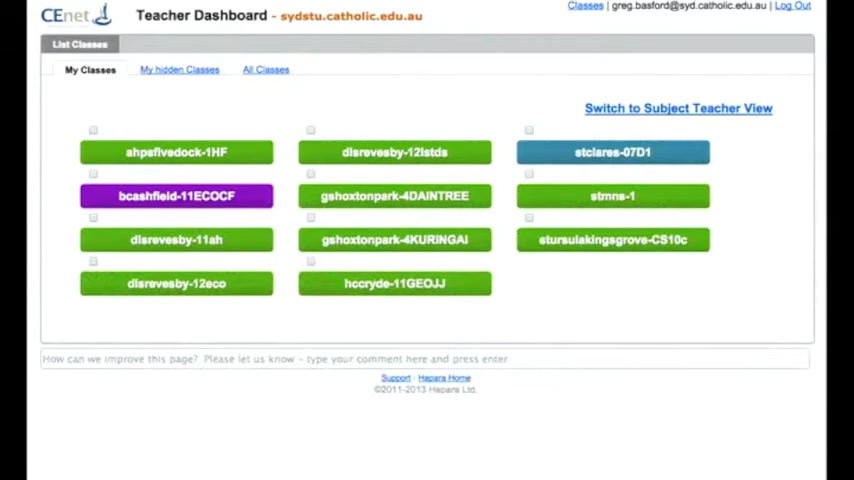 CEnet Teacher Dashboard - sydstu.catholic.edu.au
Classes | greg.basford@syd.catholic.edu.au | Log Out
List Classes
My Classes My hidden Classes All Classes
Switch to Subject Teacher View
ahpsfivedock-1HF dlsrevesby-12lstds stclares-07D1
bcashfield-11ECOCF gshoxtonpark-4DAINTREE stmns-1
dlsrevesby-11ah gshoxtonpark-4KURINGAI stursulakingsgrove-CS10c
dlsrevesby-12eco hccryde-11GEOJJ
How can we improve this page? Please let us know - type your comment here and press enter
Support - Hapara Home
©2011-2013 Hapara Ltd.